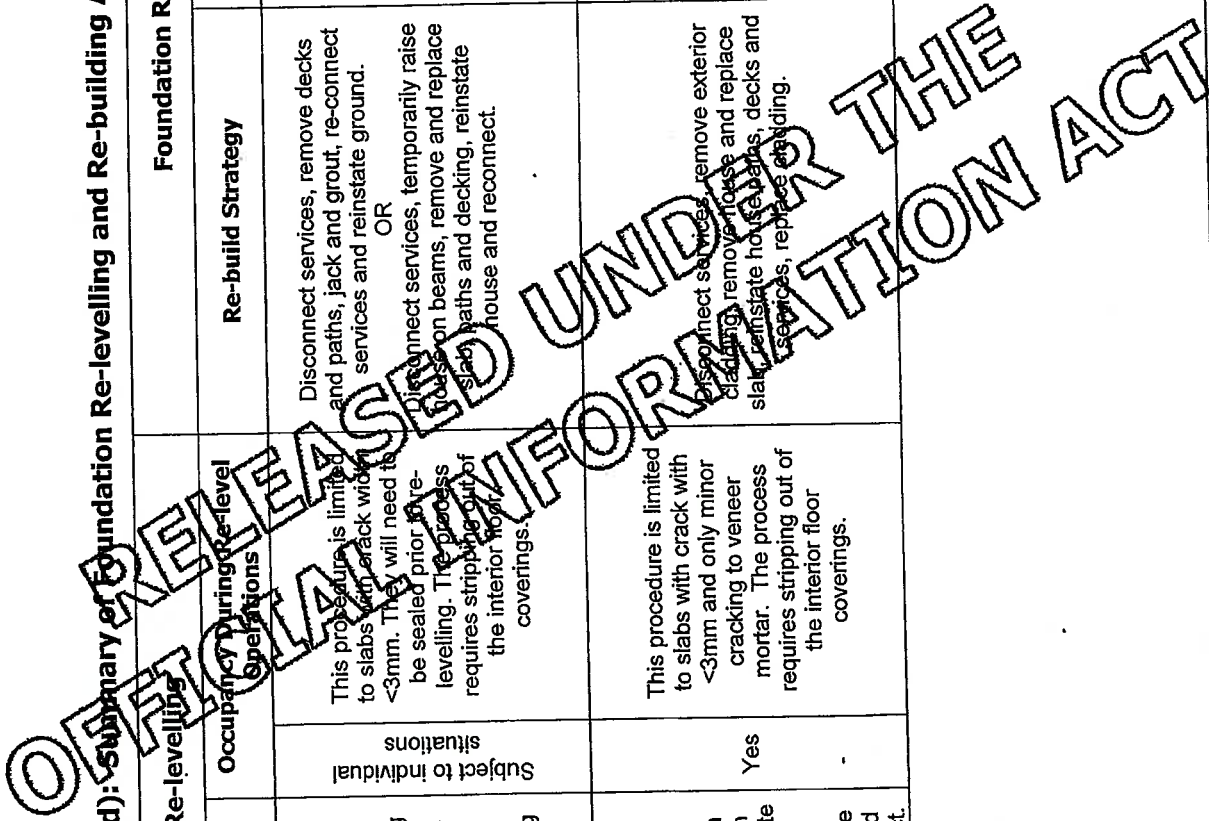 d): Summary of Foundation Re-levelling and Re-building
Re-levelling
Foundation R
Occupancy During Re-level
Operations
Re-build Strategy
Subject to individual
situations
This procedure is limited
to slabs with crack width
<3mm. They will need to
be sealed prior to re-
levelling. The process
requires stripping out of
the interior floor
coverings.
Disconnect services, remove decks
and paths, jack and grout, re-connect
services and reinstate ground.
OR
Disconnect services, temporarily raise
house on beams, remove and replace
slab, paths and decking, reinstate
house and reconnect.
Yes
-
This procedure is limited
to slabs with crack with
<3mm and only minor
cracking to veneer
mortar. The process
requires stripping out of
the interior floor
coverings.
Disconnect services, remove exterior
cladding, remove house and replace
slab, reinstate house, paths, decks and
services, replace cladding.
RELEASED UNDER THE
OFFICIAL INFORMATION ACT